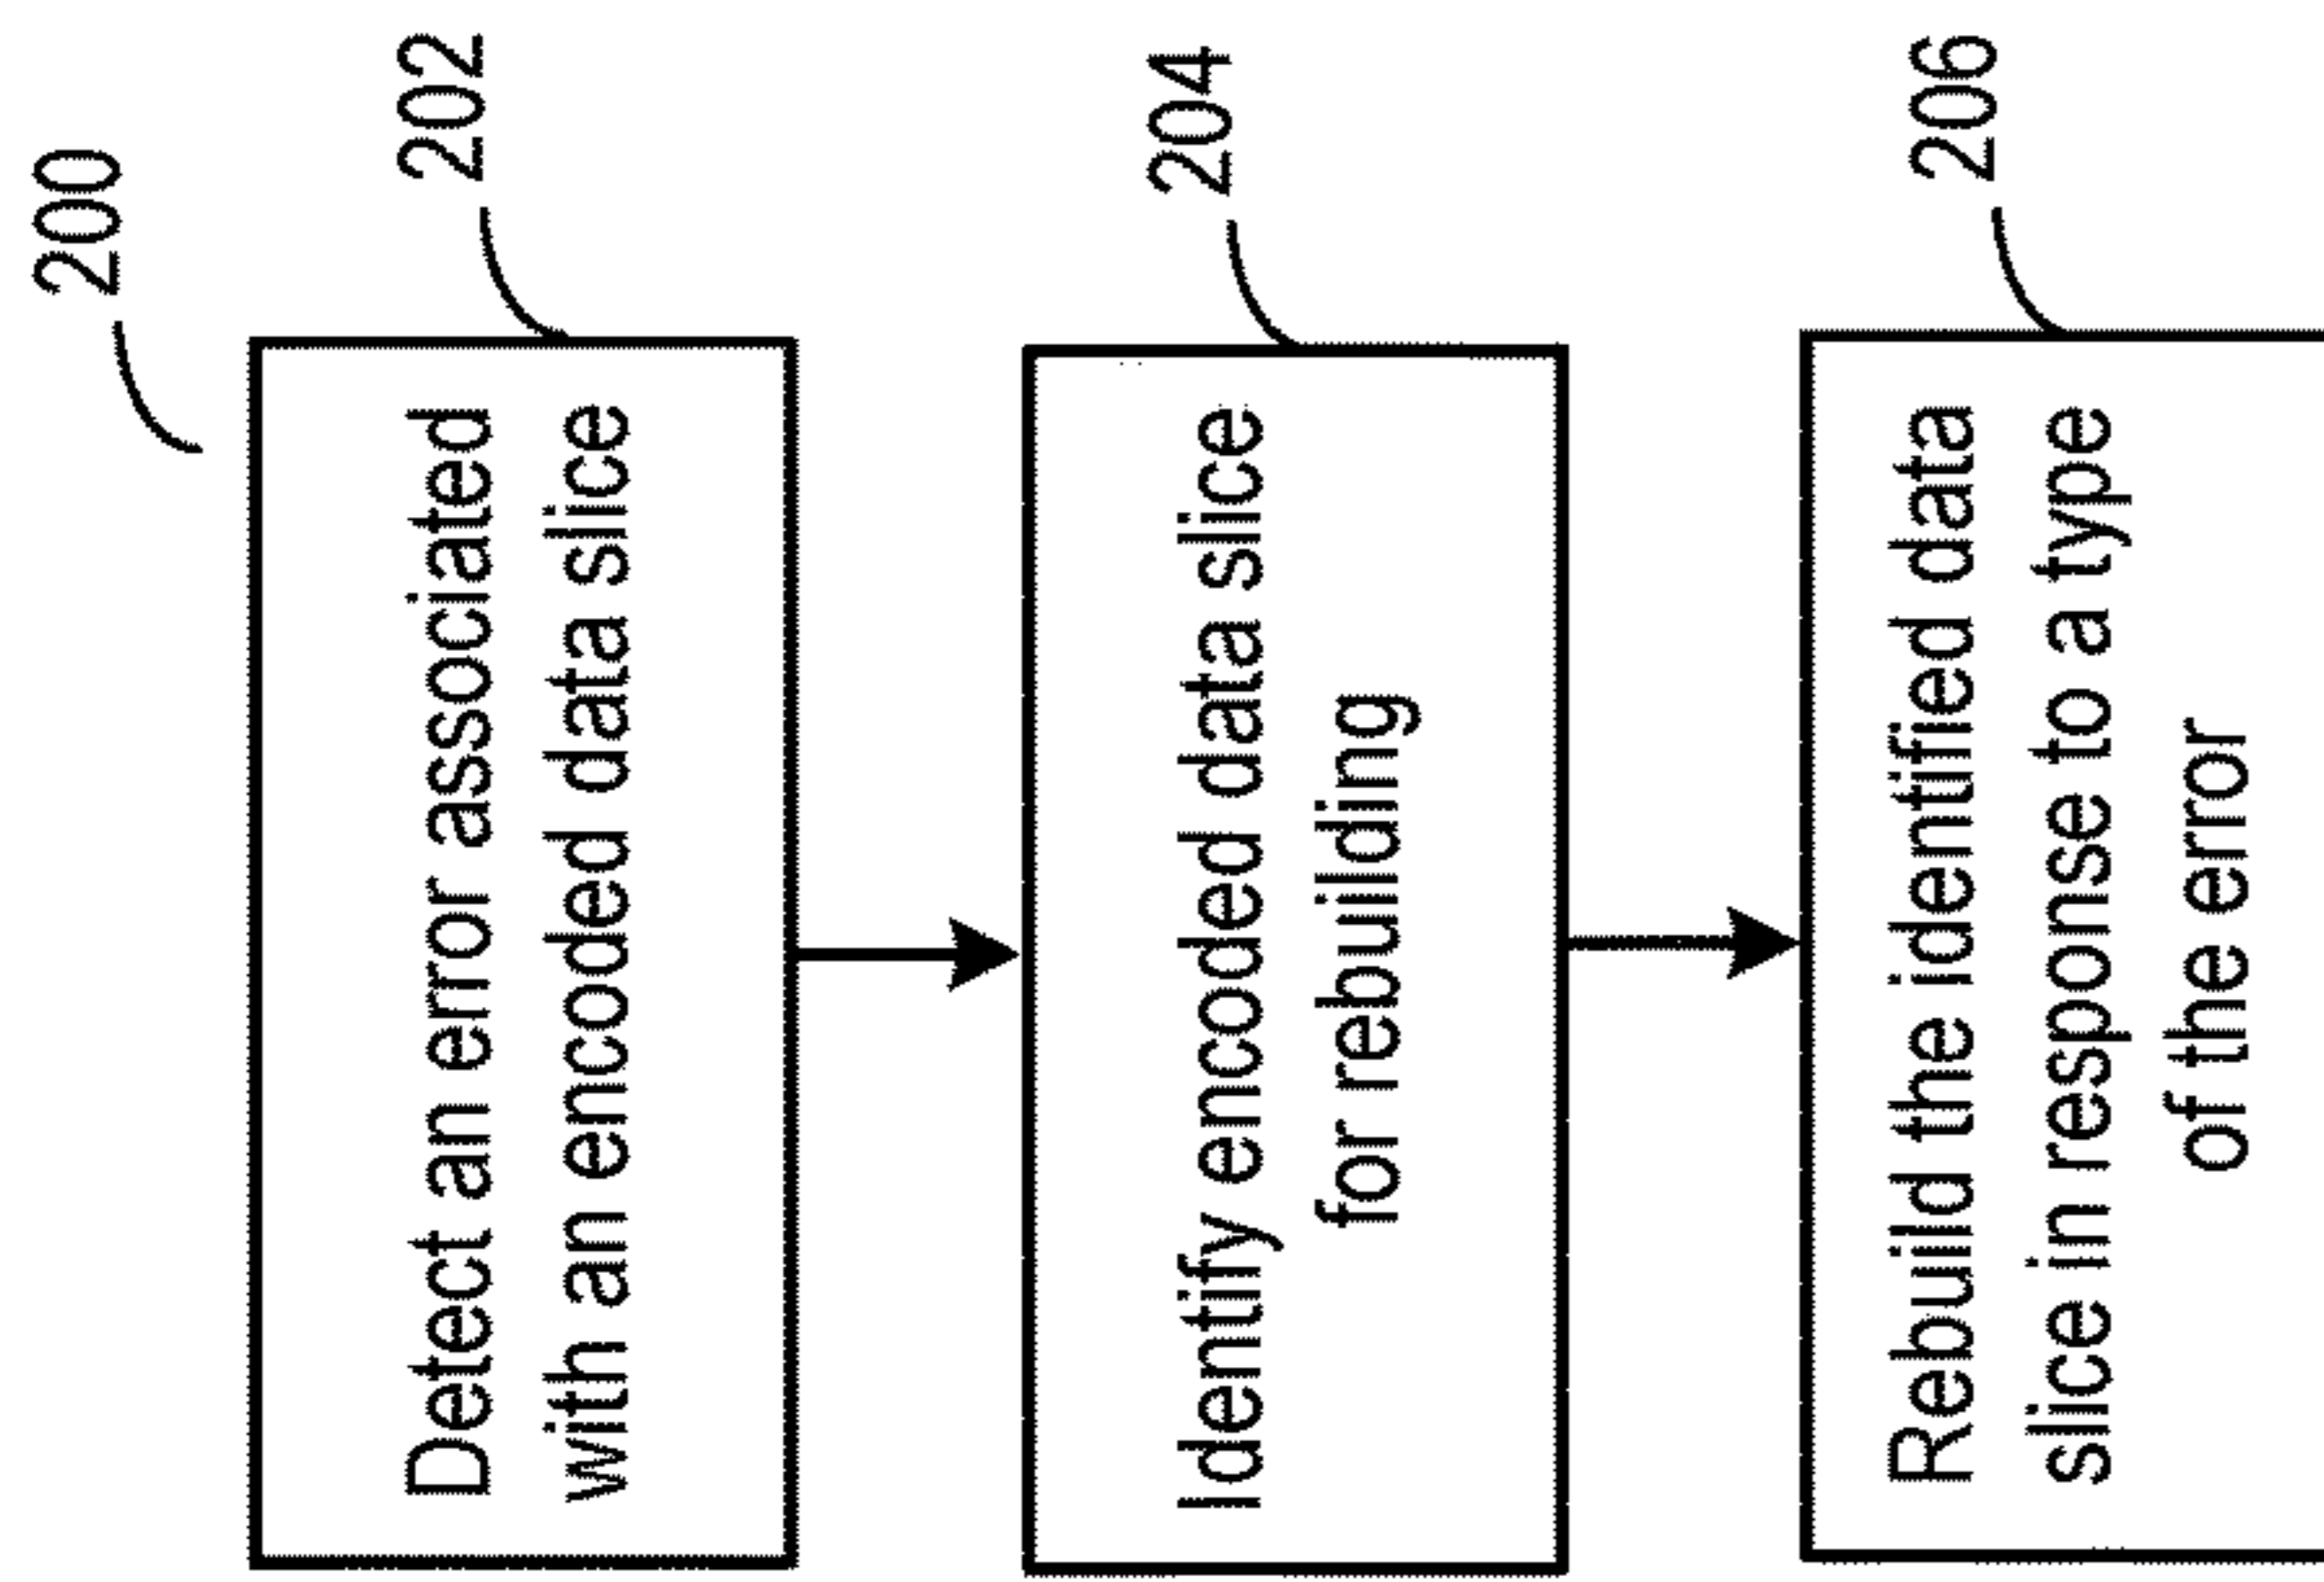 200
202
Detect an error associated
with an encoded data slice
204
Identify encoded data slice
for rebuilding
206
Rebuild the identified data
slice in response to a type
of the error